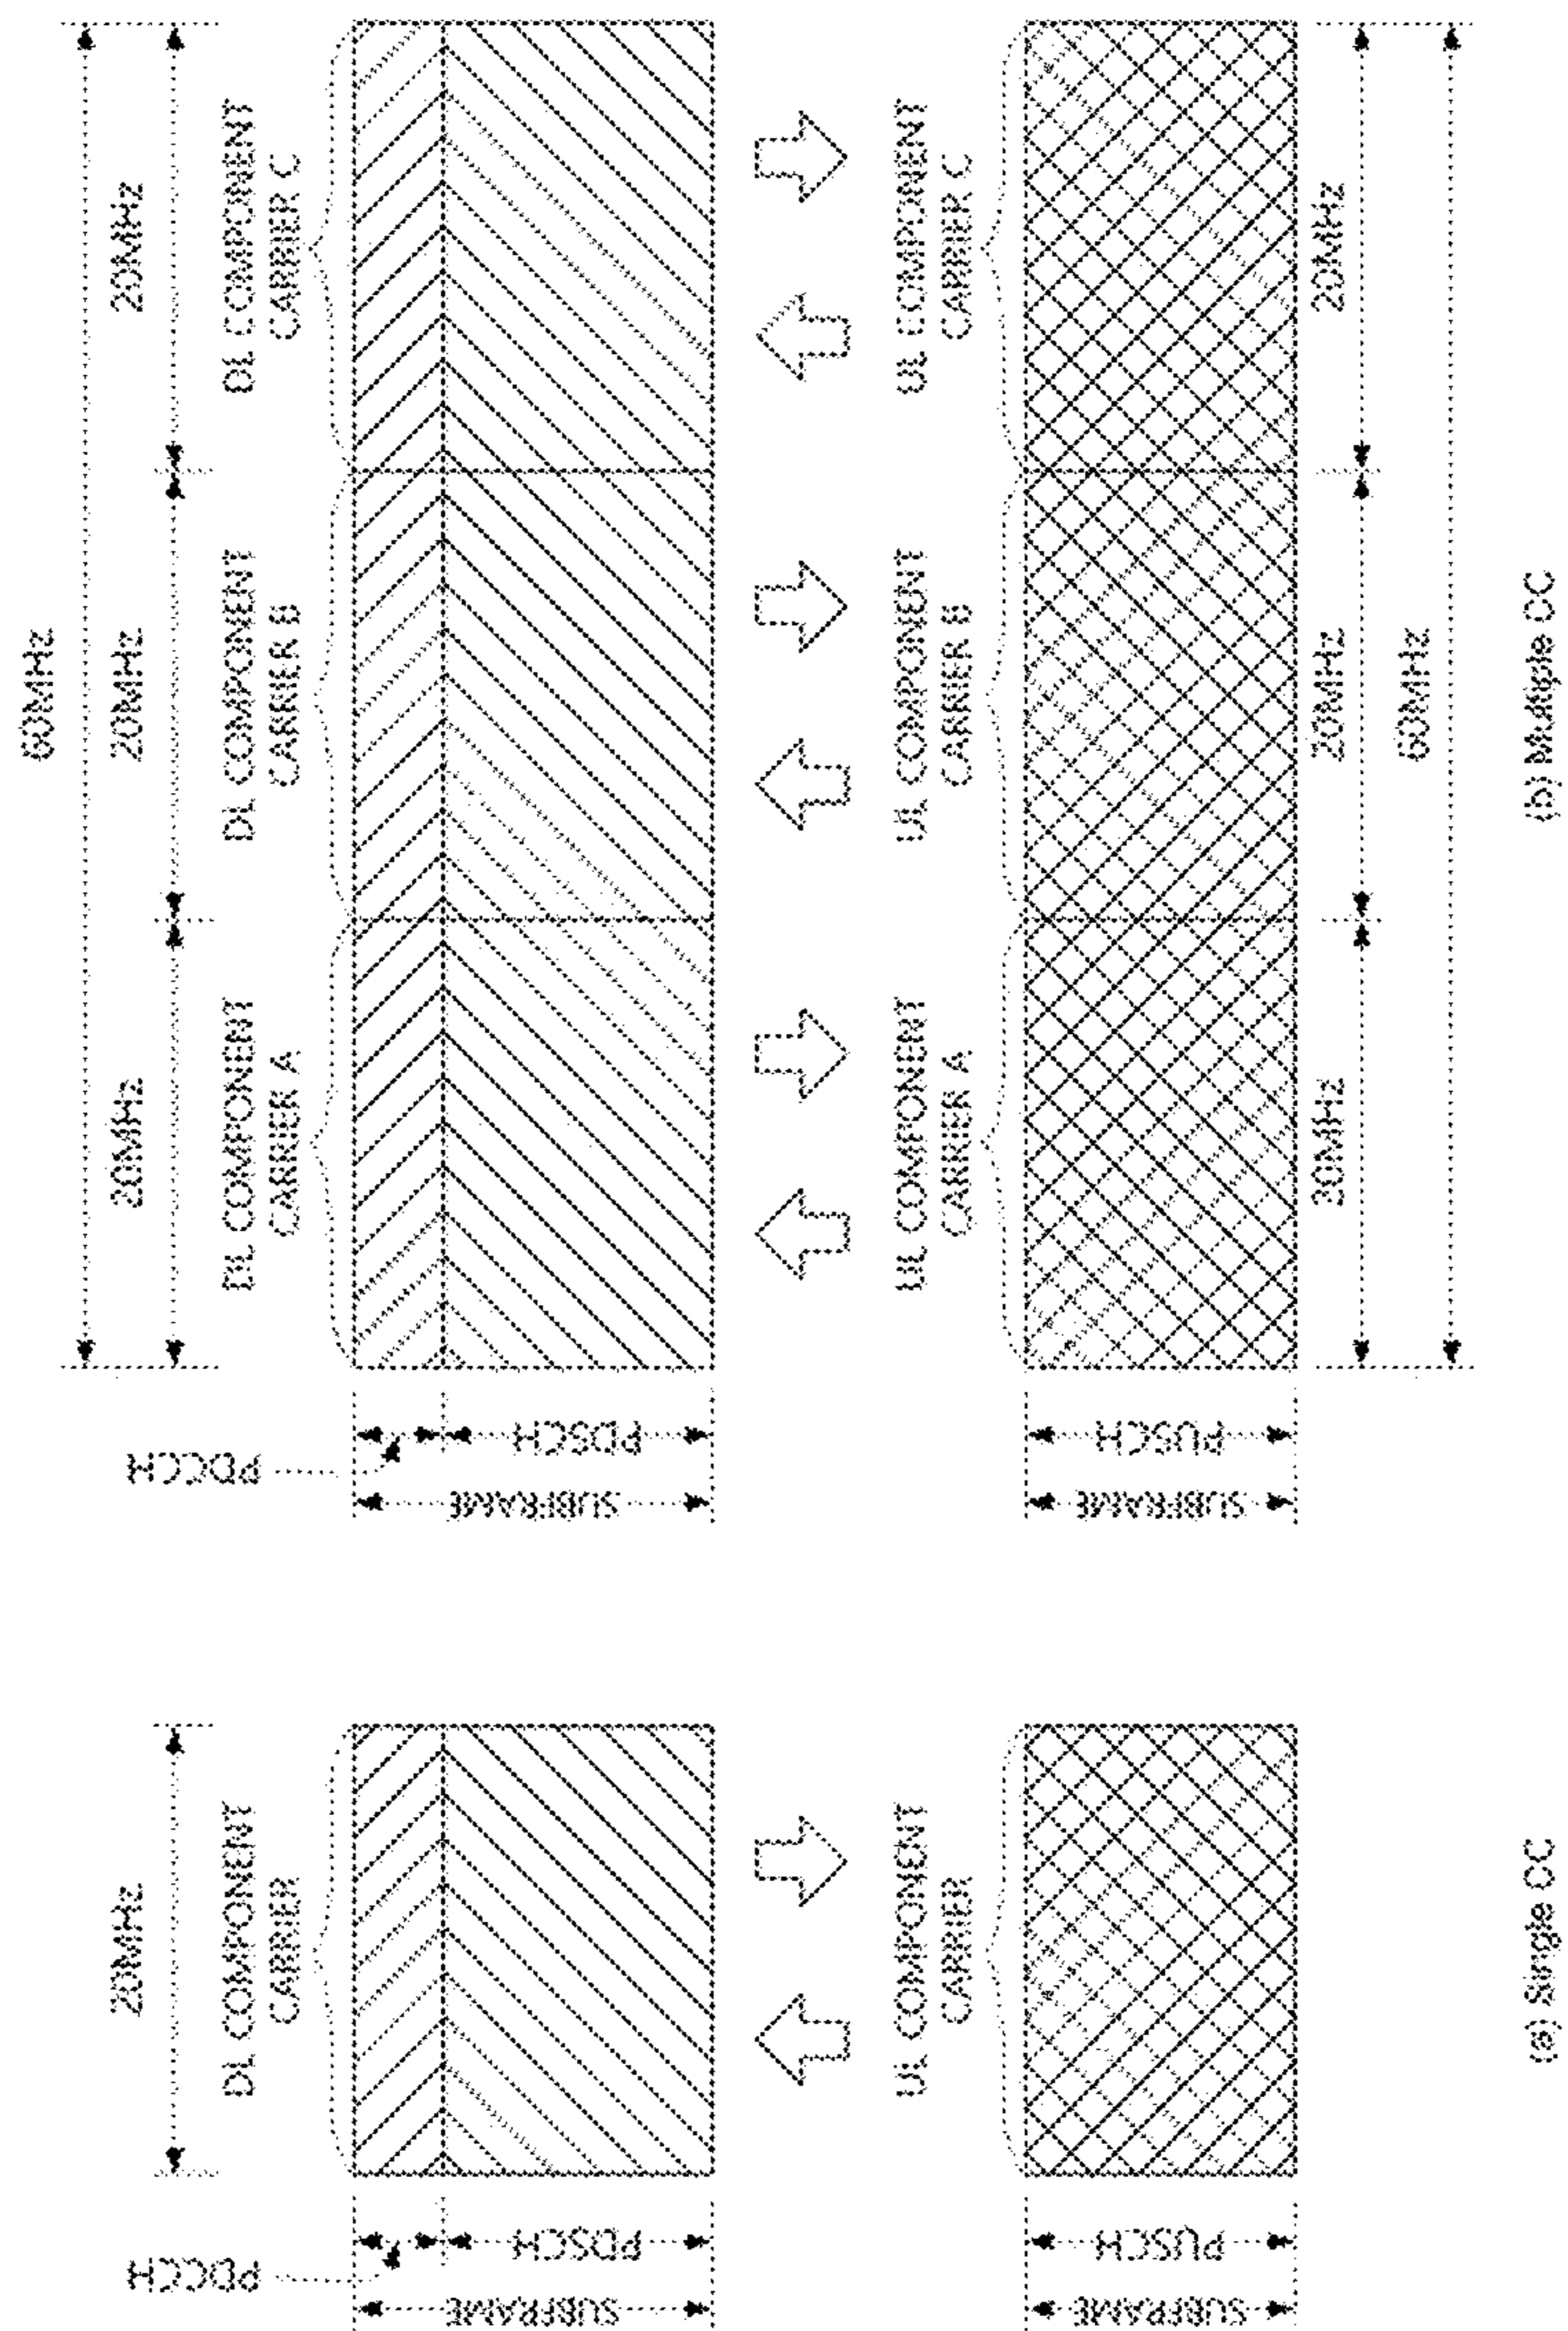 20MHz
DL COMPONENT
CARRIER
PDCCH
PDSCH
SUBFRAME
UL COMPONENT
CARRIER
PUSCH
SUBFRAME
(a) Single CC
60MHz
20MHz
20MHz
20MHz
DL COMPONENT
CARRIER A
DL COMPONENT
CARRIER B
DL COMPONENT
CARRIER C
PDCCH
PDSCH
SUBFRAME
UL COMPONENT
CARRIER A
UL COMPONENT
CARRIER B
UL COMPONENT
CARRIER C
PUSCH
SUBFRAME
20MHz
20MHz
20MHz
60MHz
(b) Multiple CC